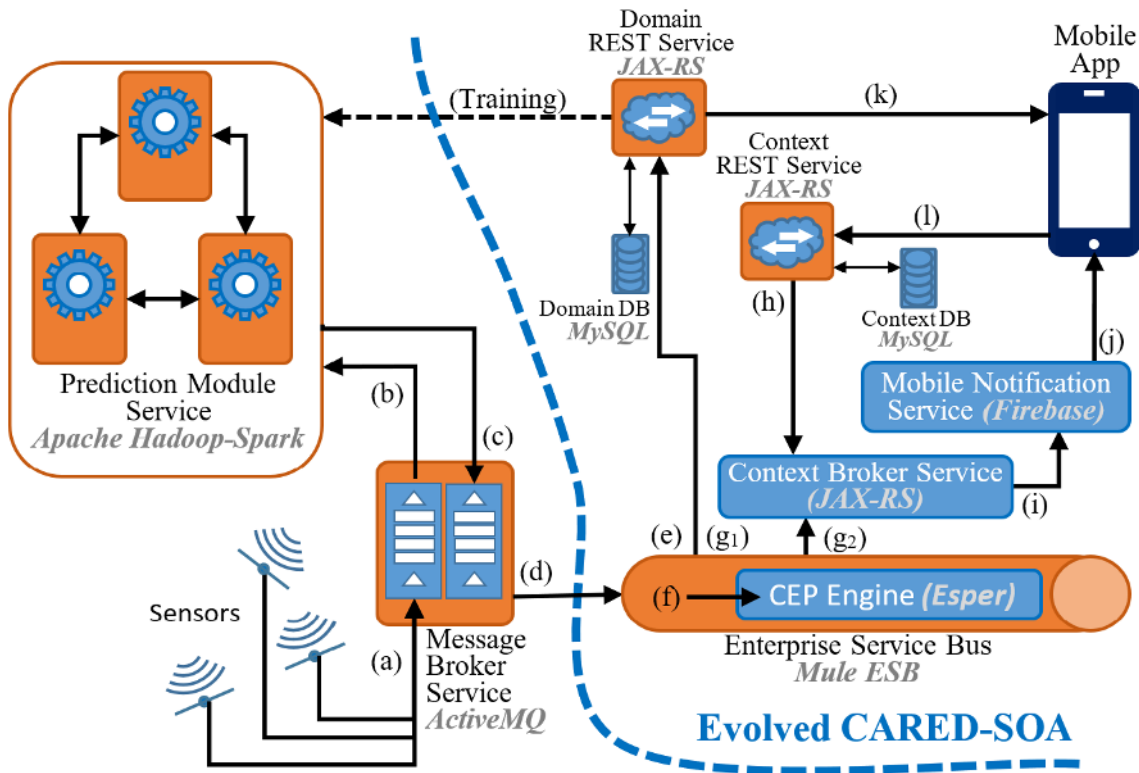 Domain
REST Service
JAX-RS
Mobile
App
(Training)
(k)
Context
REST Service
JAX-RS
(l)
Domain DB
MySQL
(h)
Context DB
MySQL
(j)
Prediction Module
Service
Apache Hadoop-Spark
(b)
(c)
Mobile Notification
Service (Firebase)
Context Broker Service
(JAX-RS)
(i)
(e)
(g1)
(g2)
(d)
(f)
CEP Engine (Esper)
Sensors
(a)
Message
Broker
Service
ActiveMQ
Enterprise Service Bus
Mule ESB
Evolved CARED-SOA